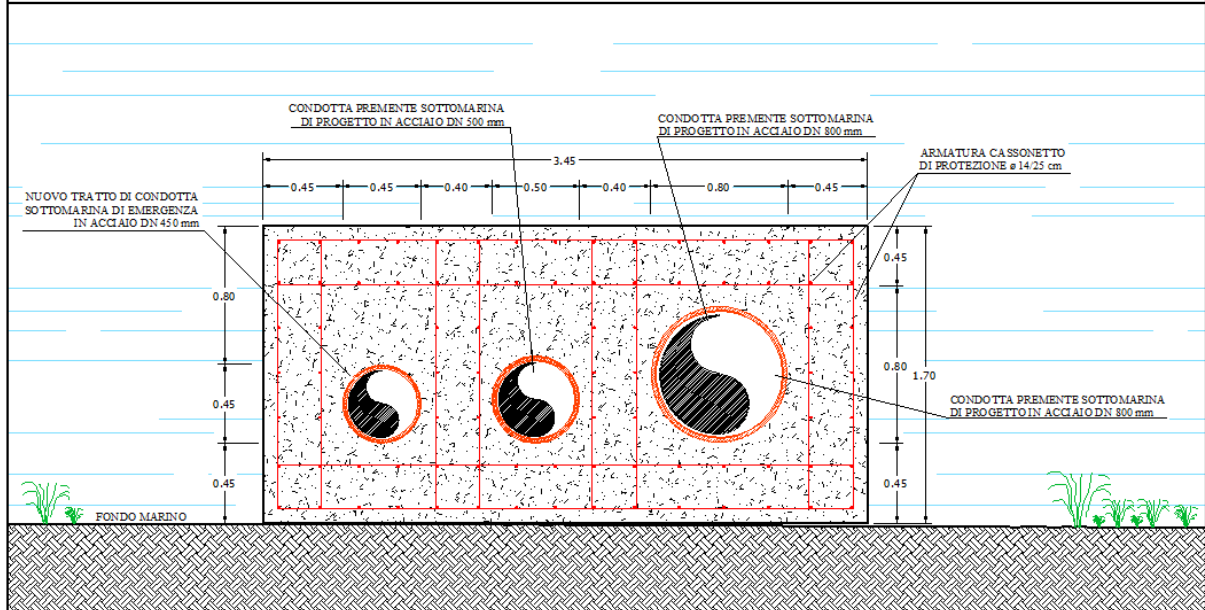 CONDOTTA PREMENTE SOTTOMARINA
DI PROGETTO IN ACCIAIO DN 500 mm
CONDOTTA PREMENTE SOTTOMARINA
DI PROGETTO IN ACCIAIO DN 800 mm
ARMATURA CASSONETTO
DI PROTEZIONE ø 14/25 cm
3.45
0.45 0.45 0.40 0.50 0.40 0.80 0.45
NUOVO TRATTO DI CONDOTTA
SOTTOMARINA DI EMERGENZA
IN ACCIAIO DN 450 mm
0.80
0.45
0.45
0.45
0.80
0.45
1.70
CONDOTTA PREMENTE SOTTOMARINA
DI PROGETTO IN ACCIAIO DN 800 mm
FONDO MARINO